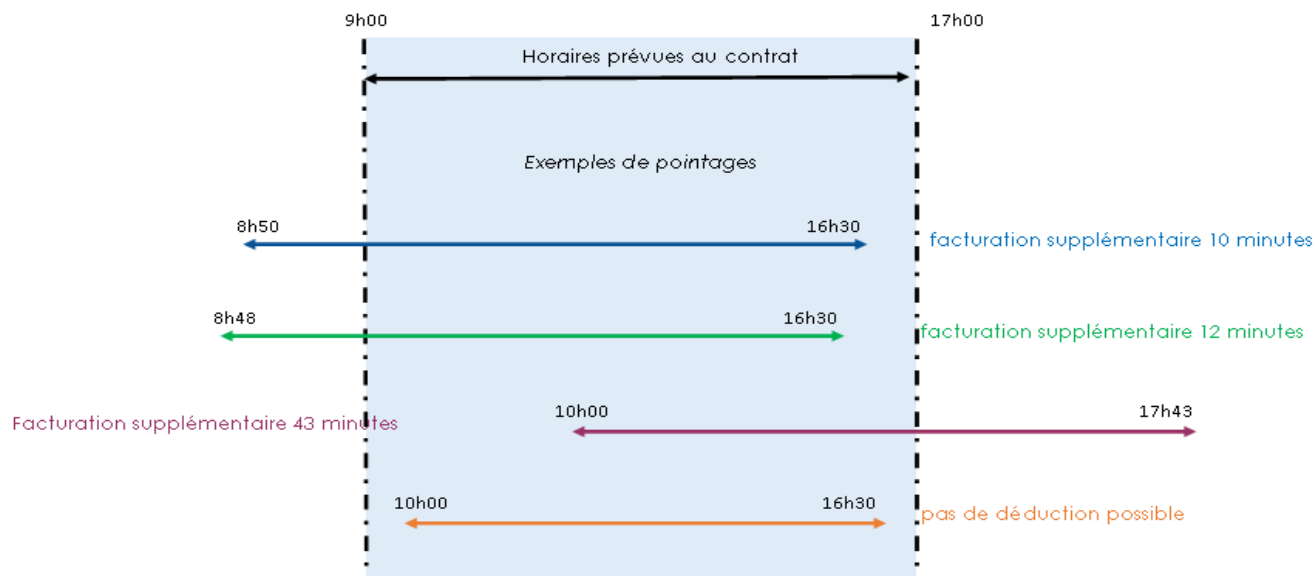 9h00
17h00
Horaires prévues au contrat
Exemples de pointages
8h50
16h30
facturation supplémentaire 10 minutes
8h48
16h30
facturation supplémentaire 12 minutes
Facturation supplémentaire 43 minutes
10h00
17h43
10h00
16h30
pas de déduction possible